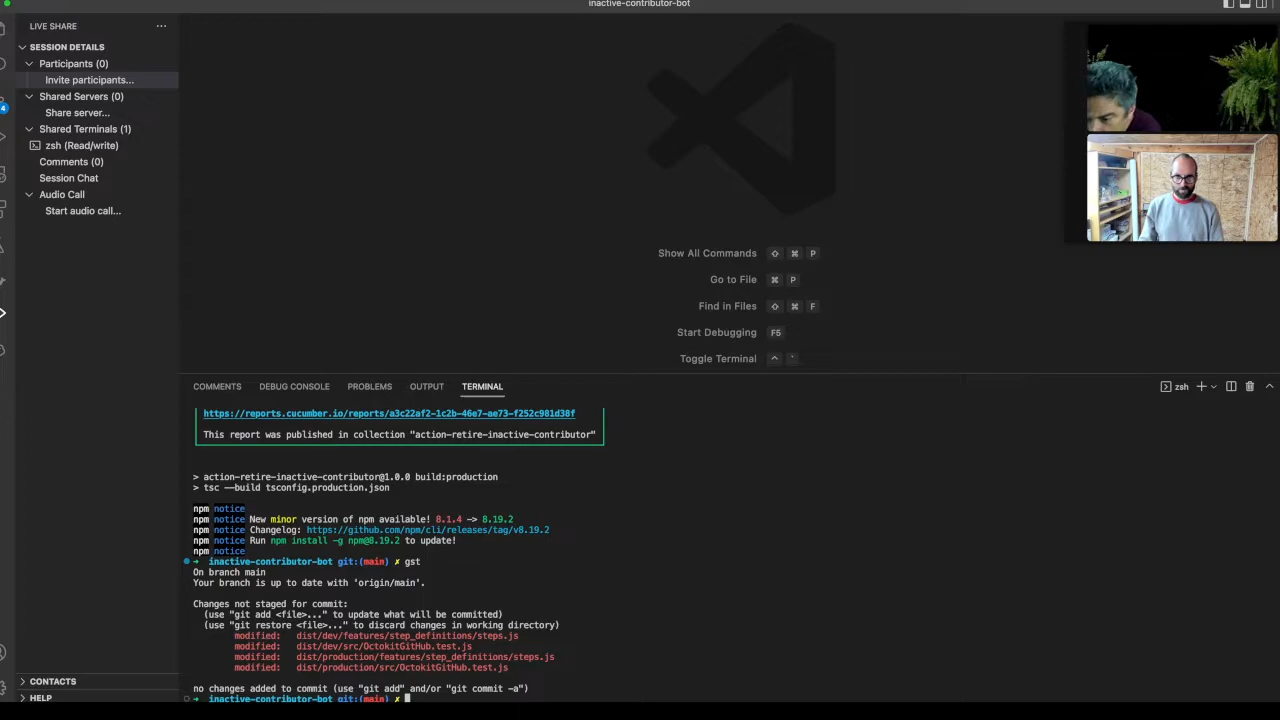 inactive-contributor-bot
LIVE SHARE
SESSION DETAILS
Participants (0)
Invite participants...
Shared Servers (0)
Share server...
Shared Terminals (1)
zsh (Read/write)
Comments (0)
Session Chat
Audio Call
Start audio call...
4
CONTACTS
HELP
Show All Commands ⇧ ⌘ P
Go to File ⌘ P
Find in Files ⇧ ⌘ F
Start Debugging F5
Toggle Terminal ^ `
COMMENTS DEBUG CONSOLE PROBLEMS OUTPUT TERMINAL
zsh
https://reports.cucumber.io/reports/a3c22af2-1c2b-46e7-ae73-f252c981d38f
This report was published in collection "action-retire-inactive-contributor"
> action-retire-inactive-contributor@1.0.0 build:production
> tsc --build tsconfig.production.json
npm notice
npm notice New minor version of npm available! 8.1.4 -> 8.19.2
npm notice Changelog: https://github.com/npm/cli/releases/tag/v8.19.2
npm notice Run npm install -g npm@8.19.2 to update!
npm notice
➜ inactive-contributor-bot git:(main) ✗ gst
On branch main
Your branch is up to date with 'origin/main'.
Changes not staged for commit:
(use "git add <file>..." to update what will be committed)
(use "git restore <file>..." to discard changes in working directory)
modified: dist/dev/features/step_definitions/steps.js
modified: dist/dev/src/OctokitGitHub.test.js
modified: dist/production/features/step_definitions/steps.js
modified: dist/production/src/OctokitGitHub.test.js
no changes added to commit (use "git add" and/or "git commit -a")
➜ inactive-contributor-bot git:(main) ✗